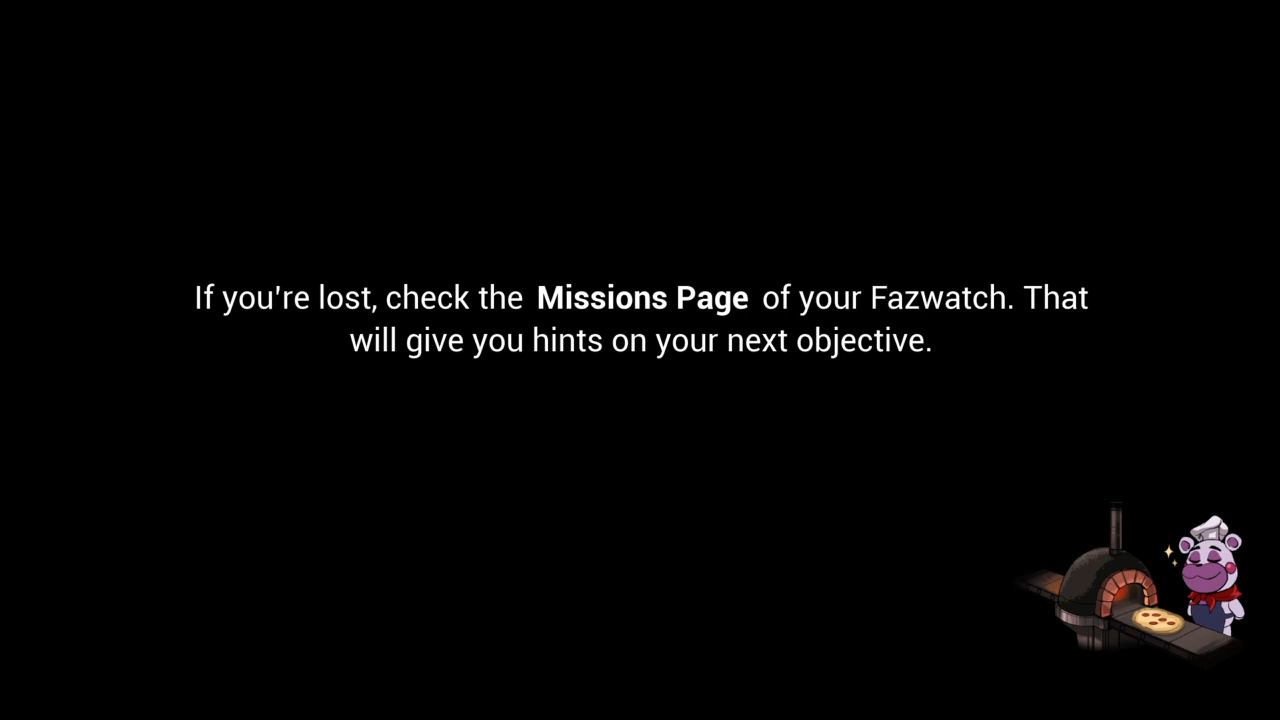 If you're lost, check the Missions Page of your Fazwatch. That
will give you hints on your next objective.